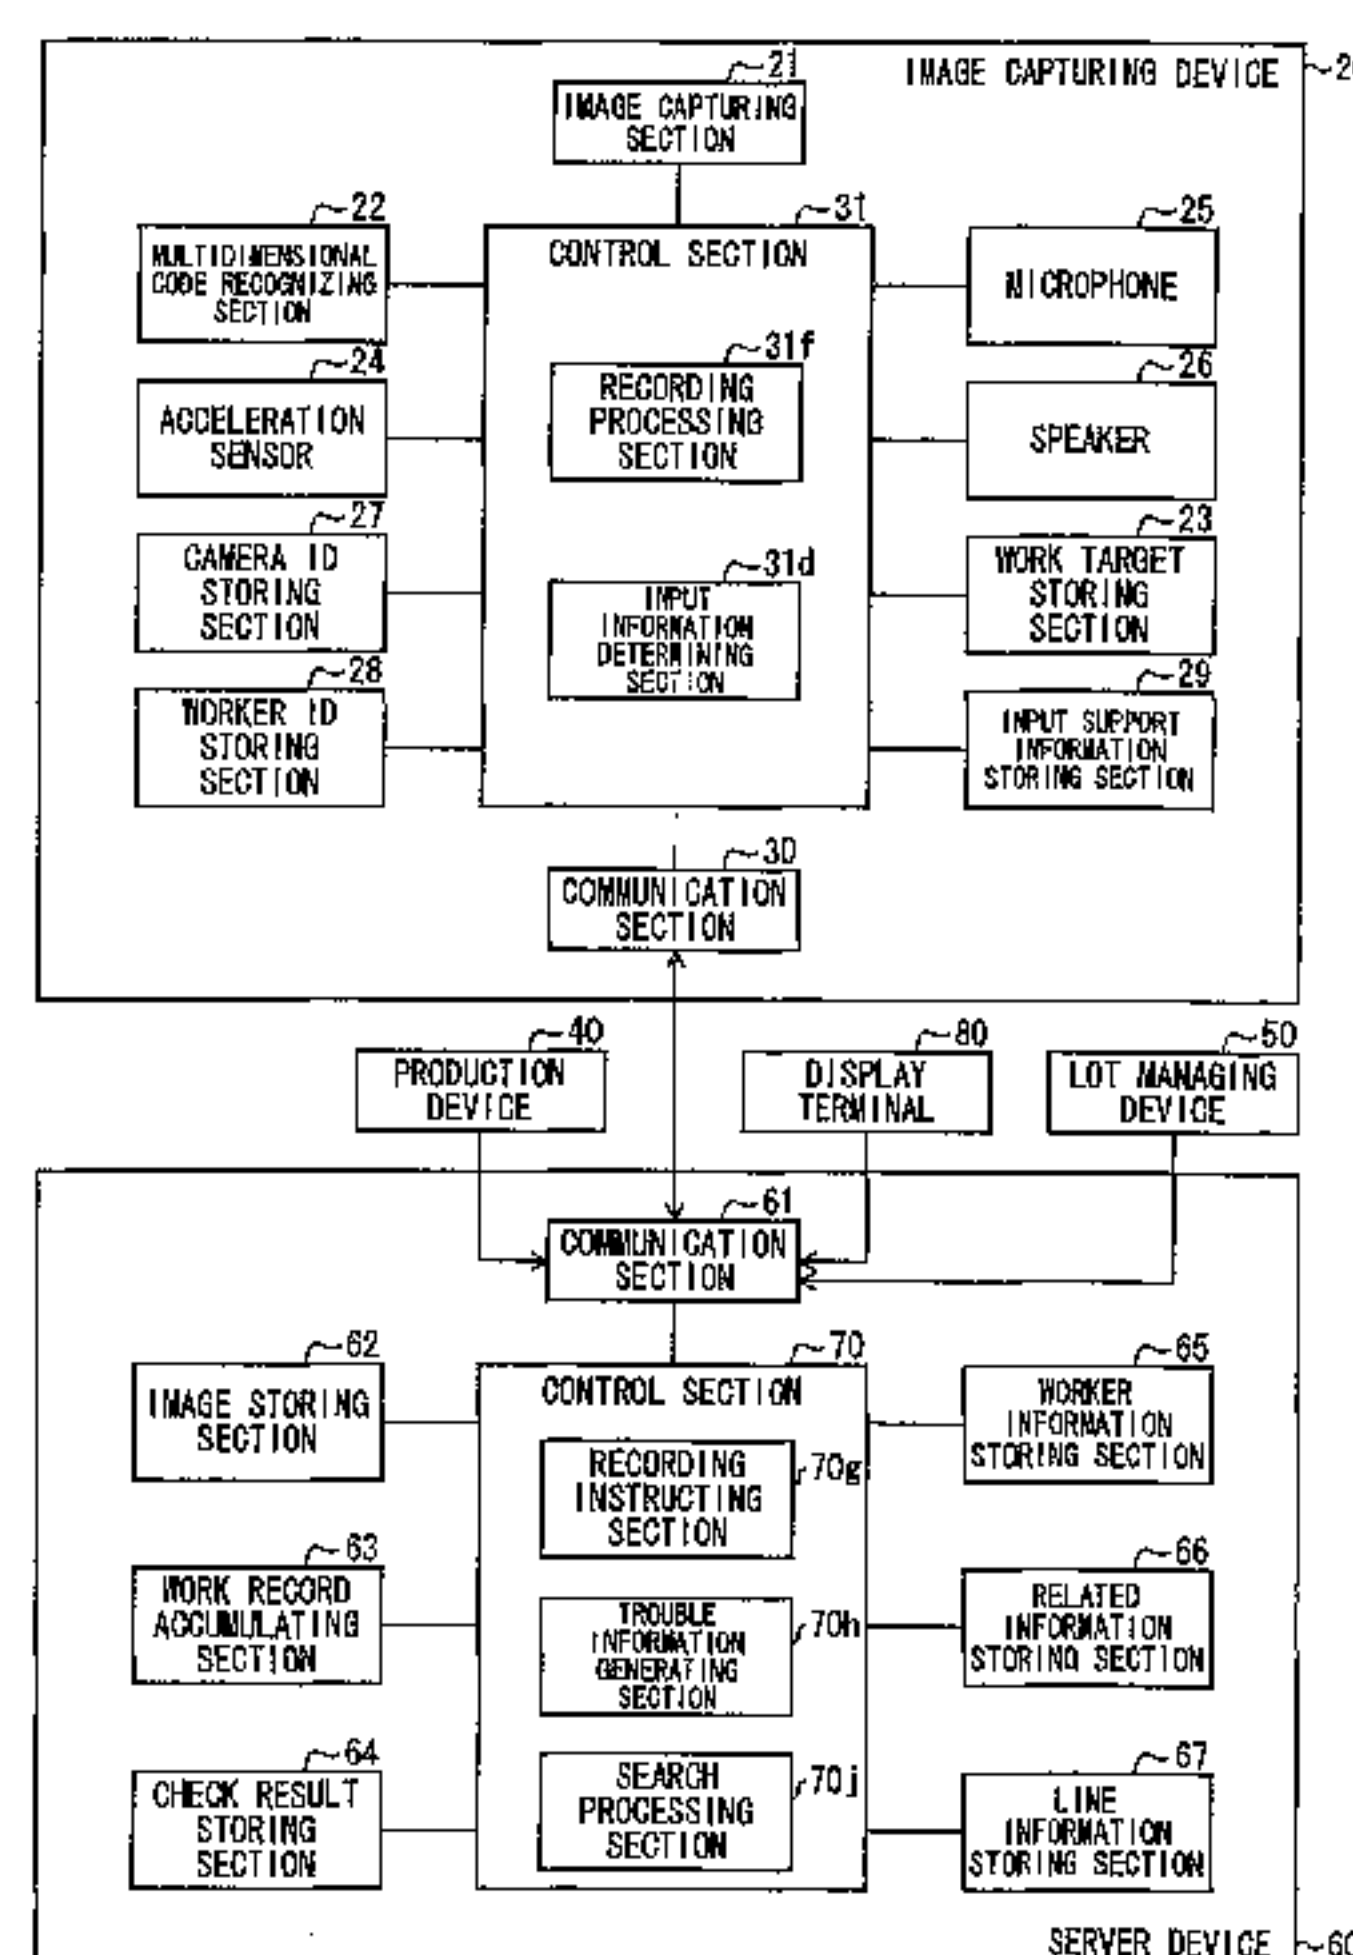 IMAGE CAPTURING DEVICE
21
IMAGE CAPTURING
SECTION
22
MULTIDIMENSIONAL
CODE RECOGNIZING
SECTION
31
CONTROL SECTION
25
MICROPHONE
24
ACCELERATION
SENSOR
31f
RECORDING
PROCESSING
SECTION
26
SPEAKER
27
CAMERA ID
STORING
SECTION
31d
INPUT
INFORMATION
DETERMINING
SECTION
23
WORK TARGET
STORING
SECTION
28
WORKER ID
STORING
SECTION
29
INPUT SUPPORT
INFORMATION
STORING SECTION
30
COMMUNICATION
SECTION
40
PRODUCTION
DEVICE
80
DISPLAY
TERMINAL
50
LOT MANAGING
DEVICE
61
COMMUNICATION
SECTION
62
IMAGE STORING
SECTION
70
CONTROL SECTION
65
WORKER
INFORMATION
STORING SECTION
RECORDING
INSTRUCTING
SECTION
70g
63
WORK RECORD
ACCUMULATING
SECTION
TROUBLE
INFORMATION
GENERATING
SECTION
70h
66
RELATED
INFORMATION
STORING SECTION
64
CHECK RESULT
STORING
SECTION
SEARCH
PROCESSING
SECTION
70j
67
LINE
INFORMATION
STORING SECTION
SERVER DEVICE